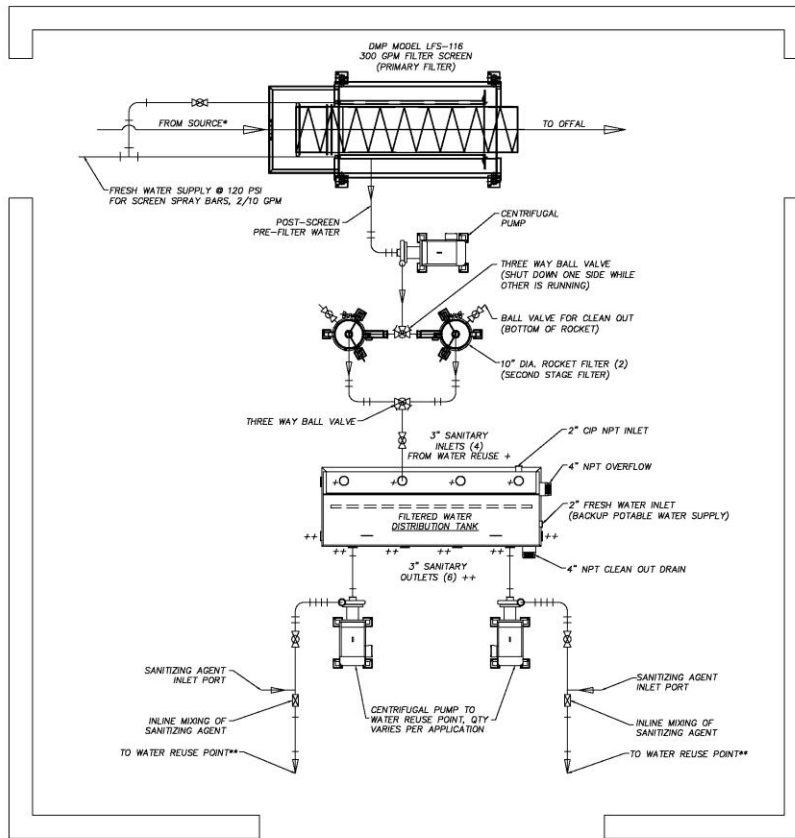 DMP MODEL LFS-116
300 GPM FILTER SCREEN
(PRIMARY FILTER)
FROM SOURCE*
TO OFFAL
FRESH WATER SUPPLY @ 120 PSI
FOR SCREEN SPRAY BARS, 2/10 GPM
POST-SCREEN
PRE-FILTER WATER
CENTRIFUGAL
PUMP
THREE WAY BALL VALVE
(SHUT DOWN ONE SIDE WHILE
OTHER IS RUNNING)
BALL VALVE FOR CLEAN OUT
(BOTTOM OF ROCKET)
10" DIA. ROCKET FILTER (2)
(SECOND STAGE FILTER)
THREE WAY BALL VALVE
3" SANITARY
INLETS (4)
FROM WATER REUSE +
2" CIP NPT INLET
4" NPT OVERFLOW
+ + + +
2" FRESH WATER INLET
(BACKUP POTABLE WATER SUPPLY)
FILTERED WATER
DISTRIBUTION TANK
++ ++
++ ++ ++ ++
3" SANITARY
OUTLETS (6) ++
4" NPT CLEAN OUT DRAIN
SANITIZING AGENT
INLET PORT
SANITIZING AGENT
INLET PORT
CENTRIFUGAL PUMP TO
WATER REUSE POINT, QTY
VARIES PER APPLICATION
INLINE MIXING OF
SANITIZING AGENT
INLINE MIXING OF
SANITIZING AGENT
TO WATER REUSE POINT**
TO WATER REUSE POINT**